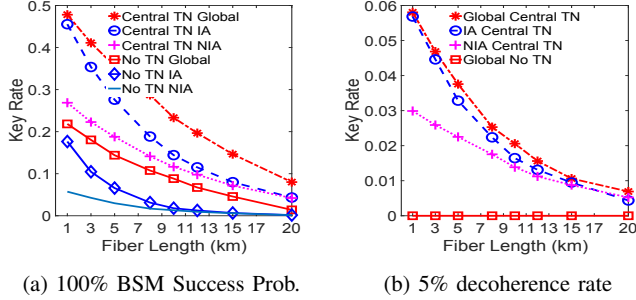 0.5
0.4
0.3
0.2
0.1
0
Key Rate
Central TN Global
Central TN IA
Central TN NIA
No TN Global
No TN IA
No TN NIA
1 3 5 7 9 11 13 15 17 20
Fiber Length (km)
(a) 100% BSM Success Prob.
0.06
0.05
0.04
0.03
0.02
0.01
0
Key Rate
Global Central TN
IA Central TN
NIA Central TN
Global No TN
1 3 5 7 9 11 13 15 17 20
Fiber Length (km)
(b) 5% decoherence rate